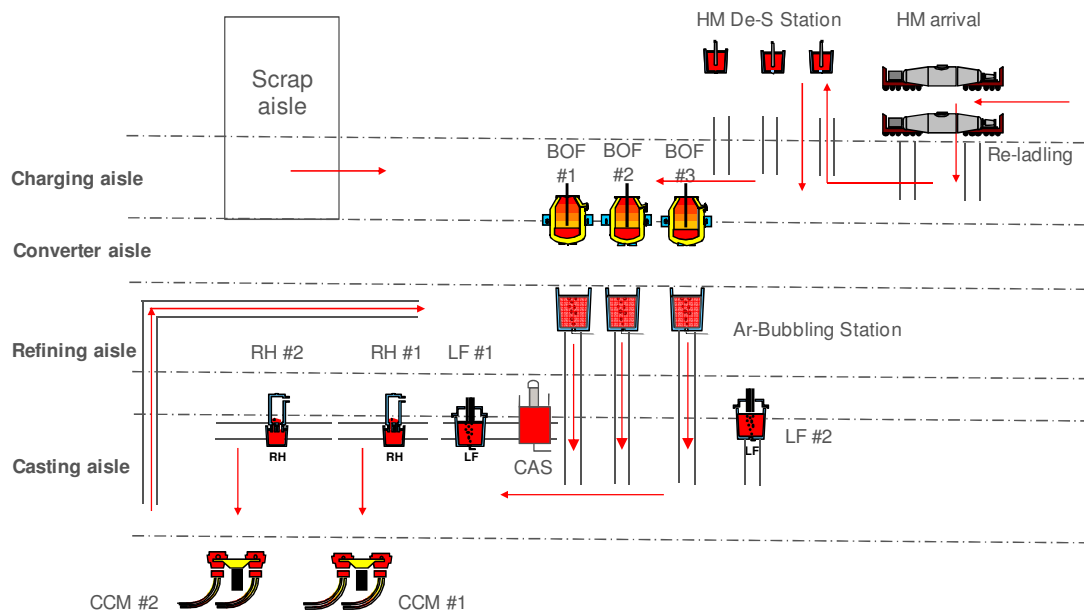 HM De-S Station
HM arrival
Scrap
aisle
Re-ladling
BOF
#1
BOF
#2
BOF
#3
Charging aisle
Converter aisle
Ar-Bubbling Station
Refining aisle
RH #2
RH #1
LF #1
RH
RH
LF
CAS
LF
LF #2
Casting aisle
CCM #2
CCM #1